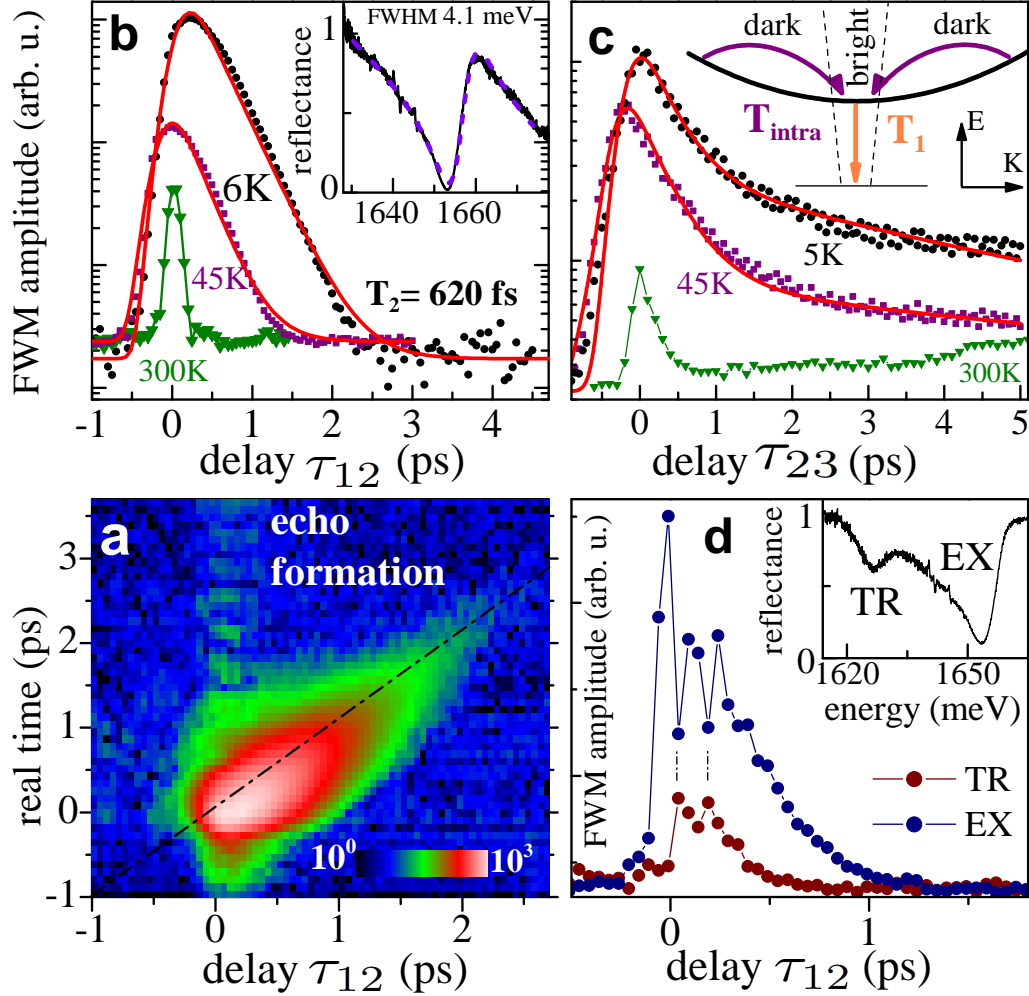 b
FWHM 4.1 meV
1
0
reflectance
1640 1660
6K
45K
300K
T2= 620 fs
FWM amplitude (arb. u.)
-1 0 1 2 3 4
delay τ12 (ps)
c
dark
bright
dark
Tintra
T1
E
K
5K
45K
300K
0 1 2 3 4 5
delay τ23 (ps)
a
echo
formation
real time (ps)
3
2
1
0
-1
10⁰ 10³
-1 0 1 2
delay τ12 (ps)
d
1
0
reflectance
TR
EX
1620 1650
energy (meV)
FWM amplitude (arb. u.)
TR
EX
0 1
delay τ12 (ps)